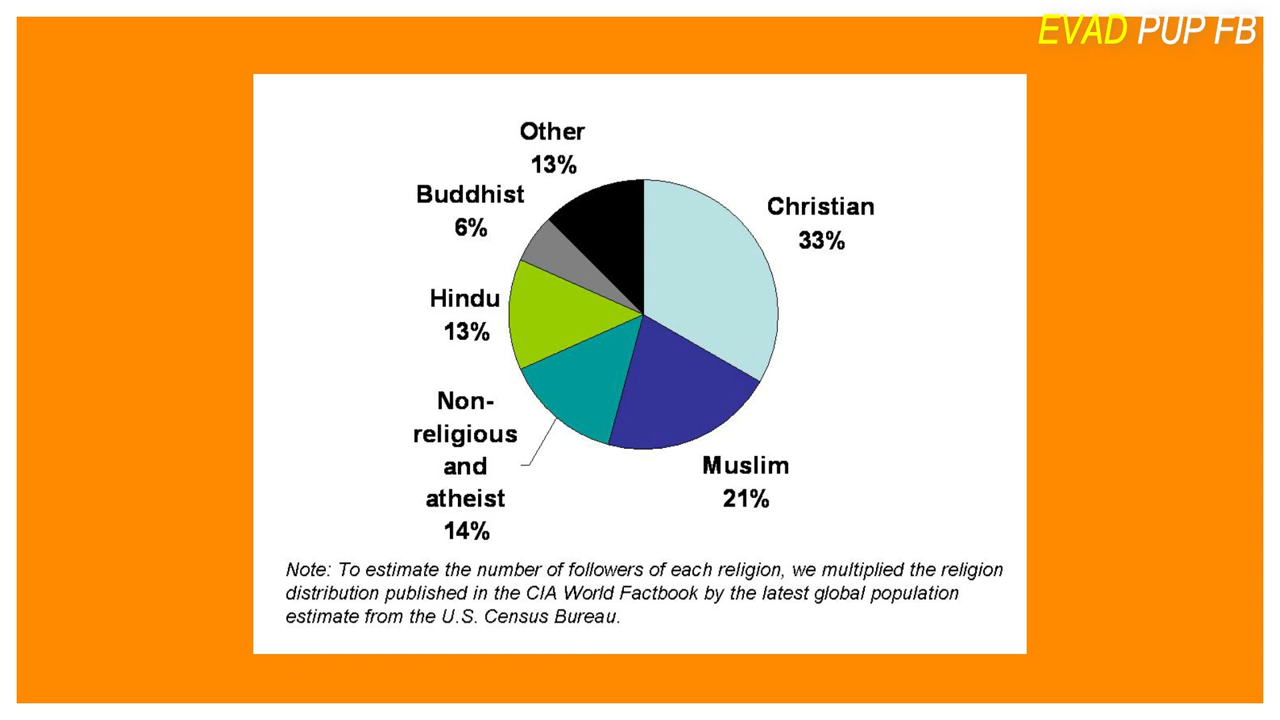 EVAD PUP FB
Other
13%
Buddhist
6%
Christian
33%
Hindu
13%
Non-
religious
and
atheist
14%
Muslim
21%
Note: To estimate the number of followers of each religion, we multiplied the religion
distribution published in the CIA World Factbook by the latest global population
estimate from the U.S. Census Bureau.